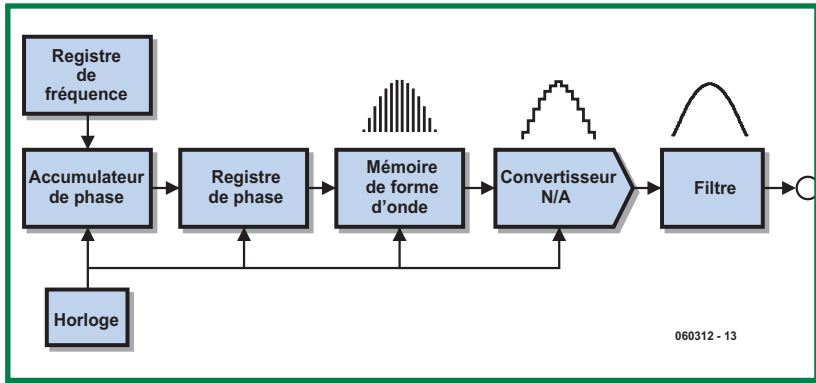 Registre
de
fréquence
Accumulateur
de phase
Registre
de phase
Mémoire
de forme
d'onde
Convertisseur
N/A
Filtre
Horloge
060312 - 13